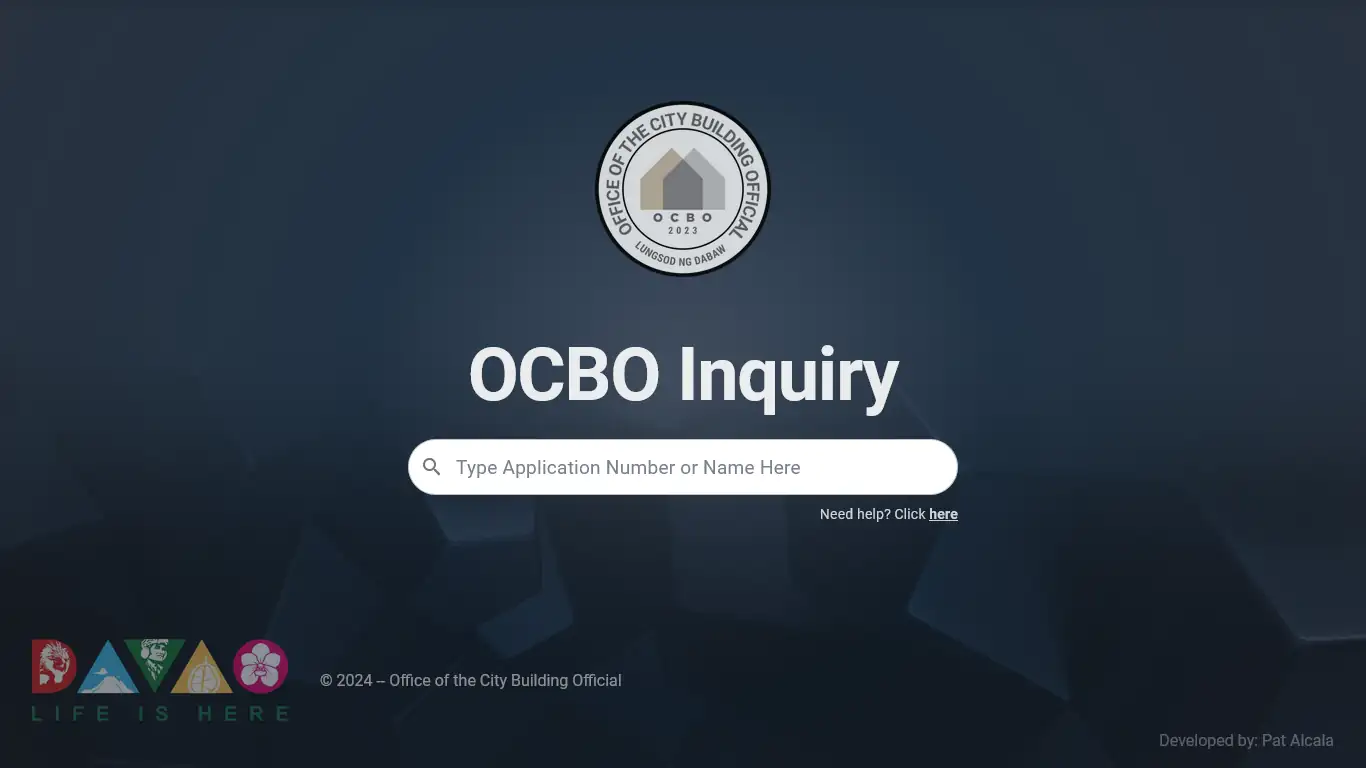 OFFICE OF THE CITY BUILDING OFFICIAL
OCBO
2023
LUNGSOD NG DABAW
OCBO Inquiry
Type Application Number or Name Here
Need help? Click here
DAVAO
LIFE IS HERE
© 2024 -- Office of the City Building Official
Developed by: Pat Alcala